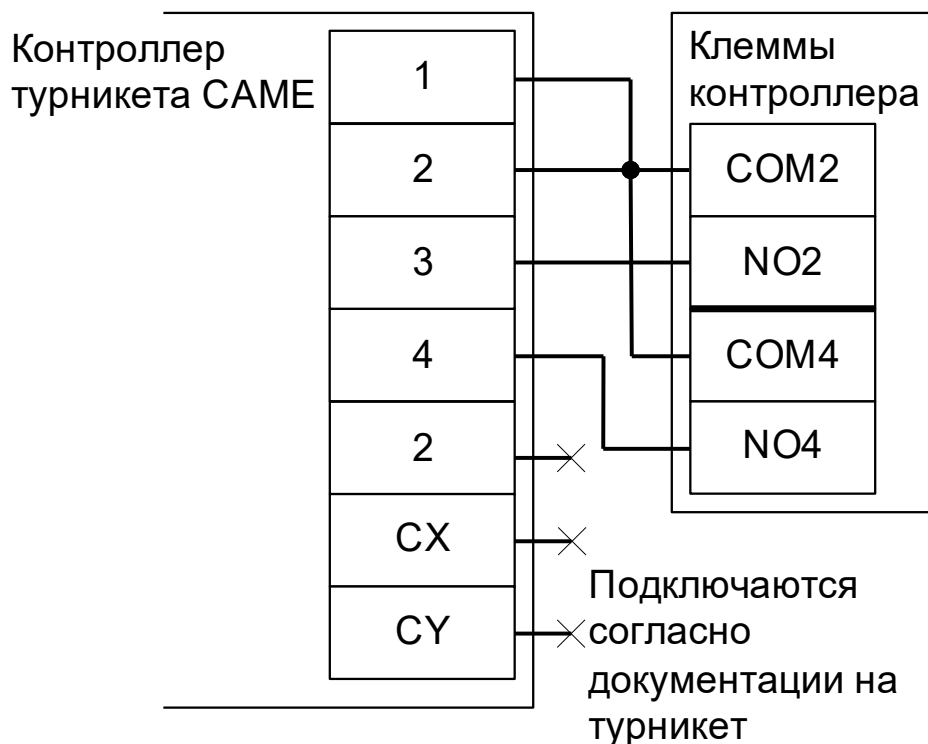 Контроллер
турникета CAME
1
2
3
4
2
CX
CY
Клеммы
контроллера
COM2
NO2
COM4
NO4
Подключаются
согласно
документации на
турникет